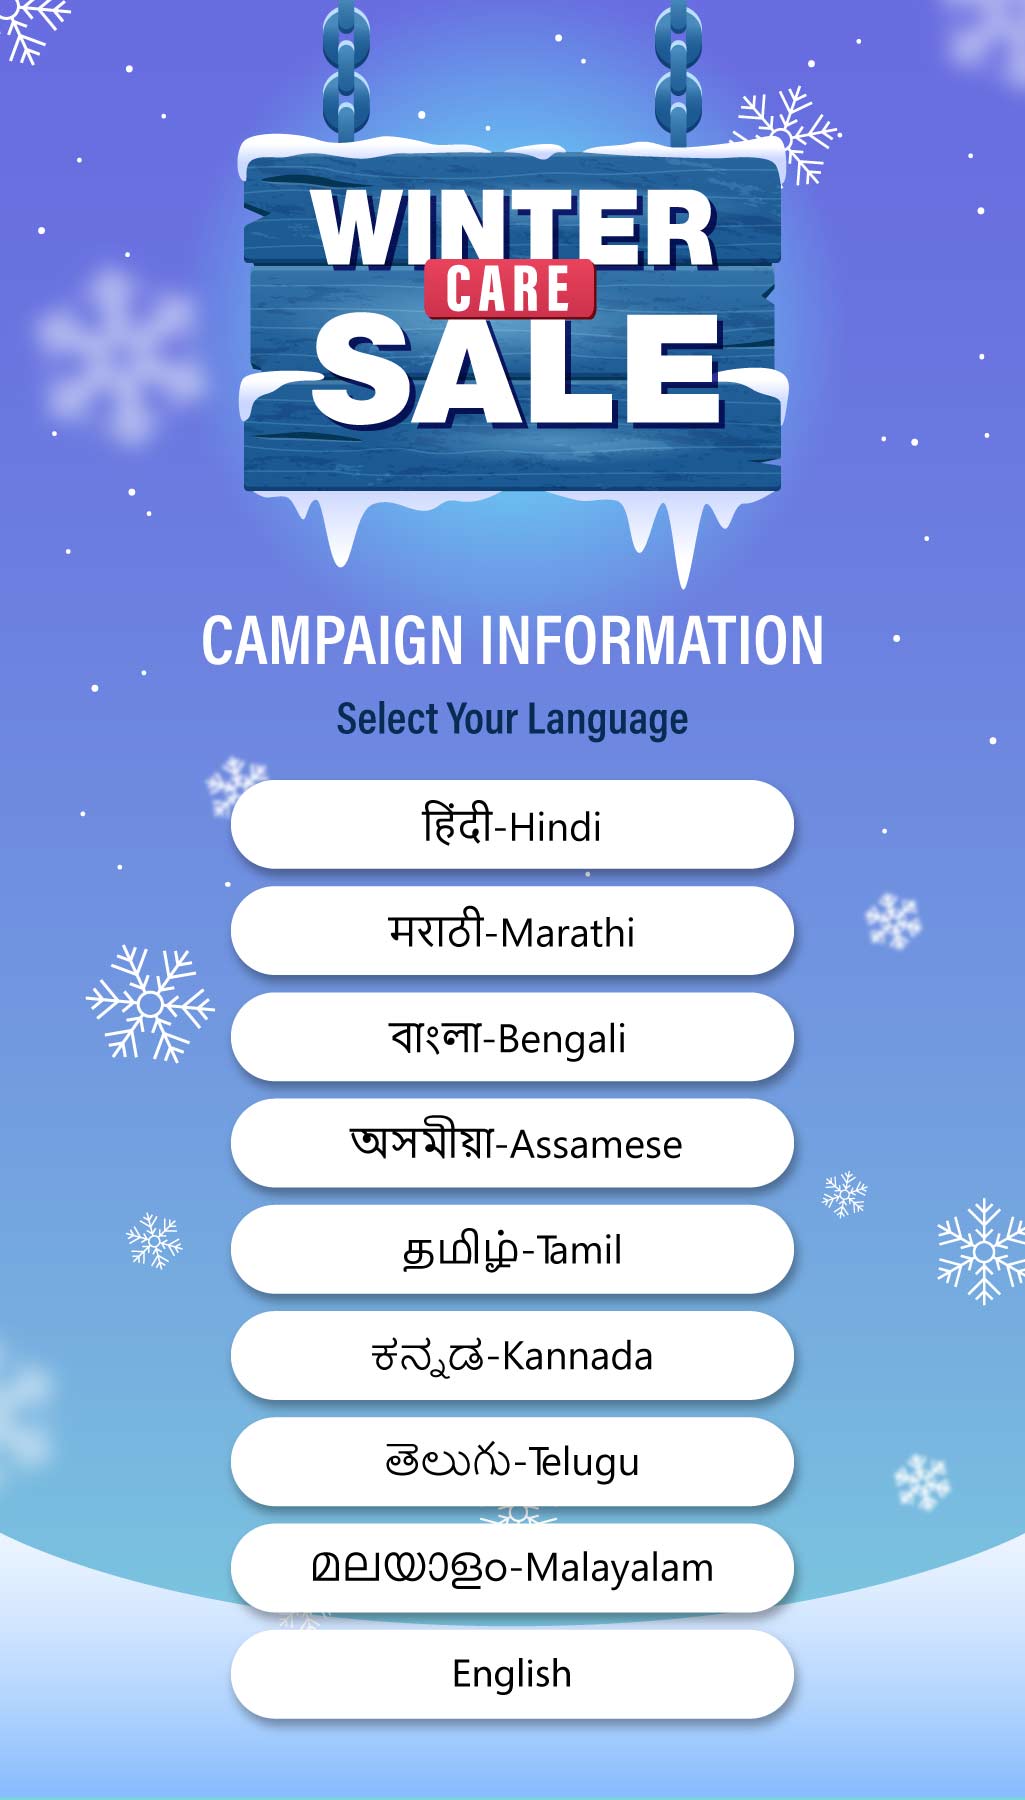 WINTER
CARE
SALE
CAMPAIGN INFORMATION
Select Your Language
हिंदी-Hindi
मराठी-Marathi
বাংলা-Bengali
অসমীয়া-Assamese
தமிழ்-Tamil
ಕನ್ನಡ-Kannada
తెలుగు-Telugu
മലയാളം-Malayalam
English